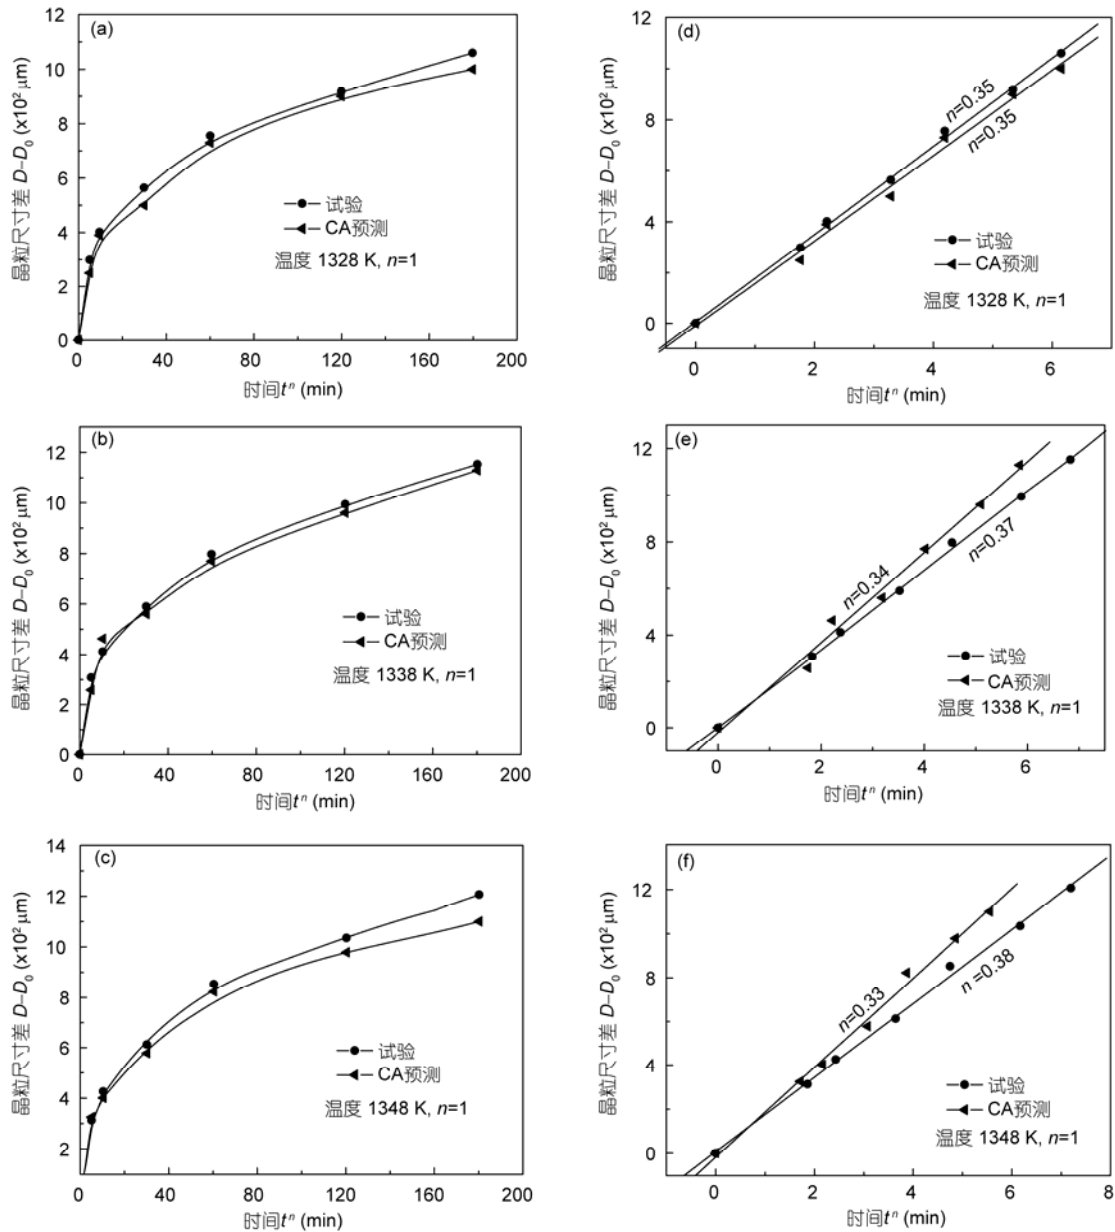 (a)
12
10
8
6
4
2
0
晶粒尺寸差 D–D₀ (x10² μm)
试验
CA预测
温度 1328 K, n=1
0 40 80 120 160 200
时间tⁿ (min)
(d)
12
8
4
0
晶粒尺寸差 D–D₀ (x10² μm)
n=0.35
n=0.35
试验
CA预测
温度 1328 K, n=1
0 2 4 6
时间tⁿ (min)
(b)
12
10
8
6
4
2
0
晶粒尺寸差 D–D₀ (x10² μm)
试验
CA预测
温度 1338 K, n=1
0 40 80 120 160 200
时间tⁿ (min)
(e)
12
8
4
0
晶粒尺寸差 D–D₀ (x10² μm)
n=0.34
n=0.37
试验
CA预测
温度 1338 K, n=1
0 2 4 6
时间tⁿ (min)
(c)
14
12
10
8
6
4
2
晶粒尺寸差 D–D₀ (x10² μm)
试验
CA预测
温度 1348 K, n=1
0 40 80 120 160 200
时间tⁿ (min)
(f)
12
8
4
0
晶粒尺寸差 D–D₀ (x10² μm)
n=0.33
n =0.38
试验
CA预测
温度 1348 K, n=1
0 2 4 6 8
时间tⁿ (min)